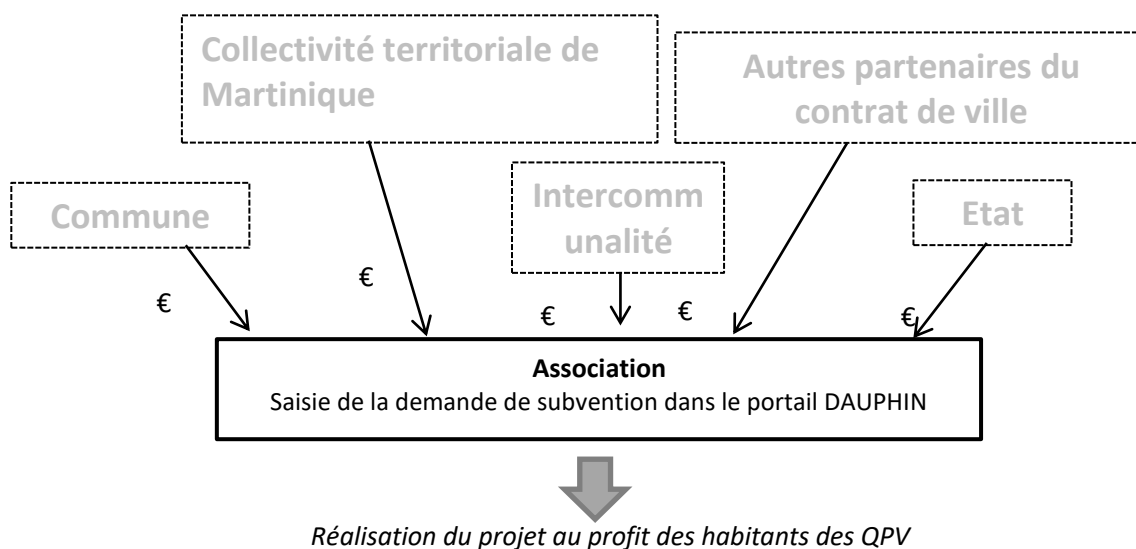 Collectivité territoriale de
Martinique
Autres partenaires du
contrat de ville
Commune
Intercomm
unalité
Etat
€
€
€
€
€
Association
Saisie de la demande de subvention dans le portail DAUPHIN
Réalisation du projet au profit des habitants des QPV